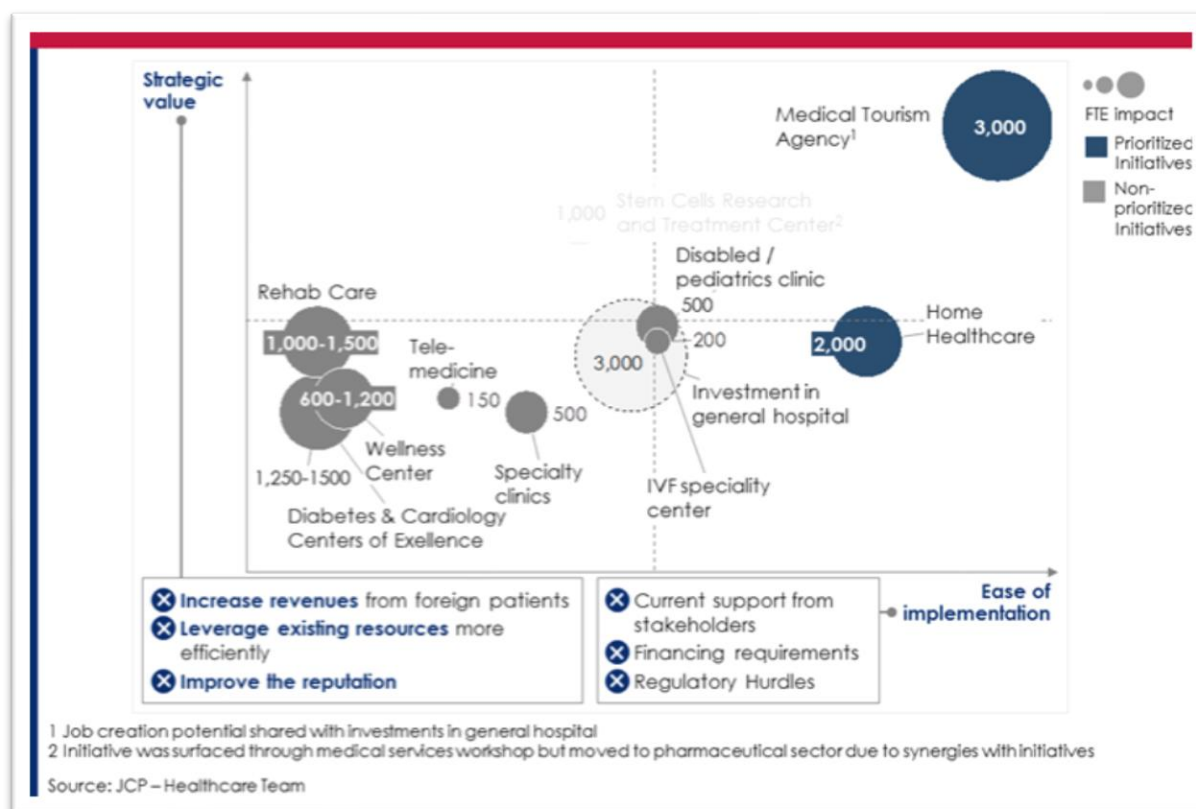 Strategic
value
Medical Tourism
Agency1
3,000
FTE impact
Prioritized
Initiatives
Non-
prioritized
Initiatives
1,000
Stem Cells Research
and Treatment Center2
Disabled /
pediatrics clinic
500
200
Rehab Care
1,000-1,500
Tele-
medicine
150
600-1,200
Wellness
Center
1,250-1500
Diabetes & Cardiology
Centers of Exellence
500
Specialty
clinics
3,000
Investment in
general hospital
IVF speciality
center
2,000
Home
Healthcare
Increase revenues from foreign patients
Leverage existing resources more
efficiently
Improve the reputation
Current support from
stakeholders
Financing requirements
Regulatory Hurdles
Ease of
implementation
1 Job creation potential shared with investments in general hospital
2 Initiative was surfaced through medical services workshop but moved to pharmaceutical sector due to synergies with initiatives
Source: JCP – Healthcare Team